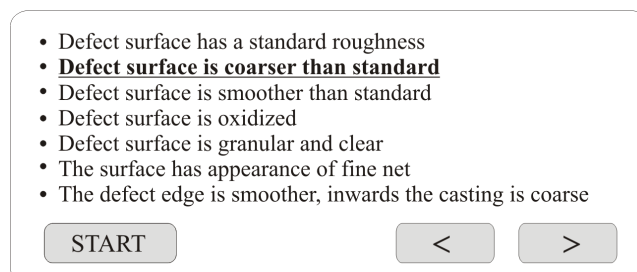 • Defect surface has a standard roughness
• Defect surface is coarser than standard
• Defect surface is smoother than standard
• Defect surface is oxidized
• Defect surface is granular and clear
• The surface has appearance of fine net
• The defect edge is smoother, inwards the casting is coarse
START < >